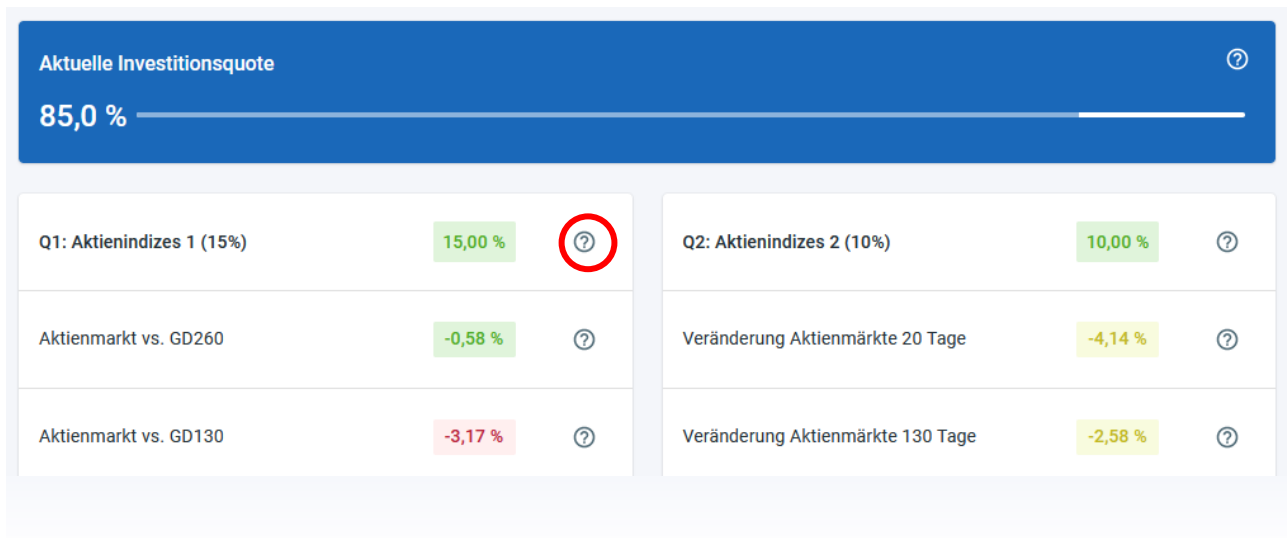 Aktuelle Investitionsquote
85,0 %
Q1: Aktienindizes 1 (15%) 15,00 %
Aktienmarkt vs. GD260 -0,58 %
Aktienmarkt vs. GD130 -3,17 %
Q2: Aktienindizes 2 (10%) 10,00 %
Veränderung Aktienmärkte 20 Tage -4,14 %
Veränderung Aktienmärkte 130 Tage -2,58 %